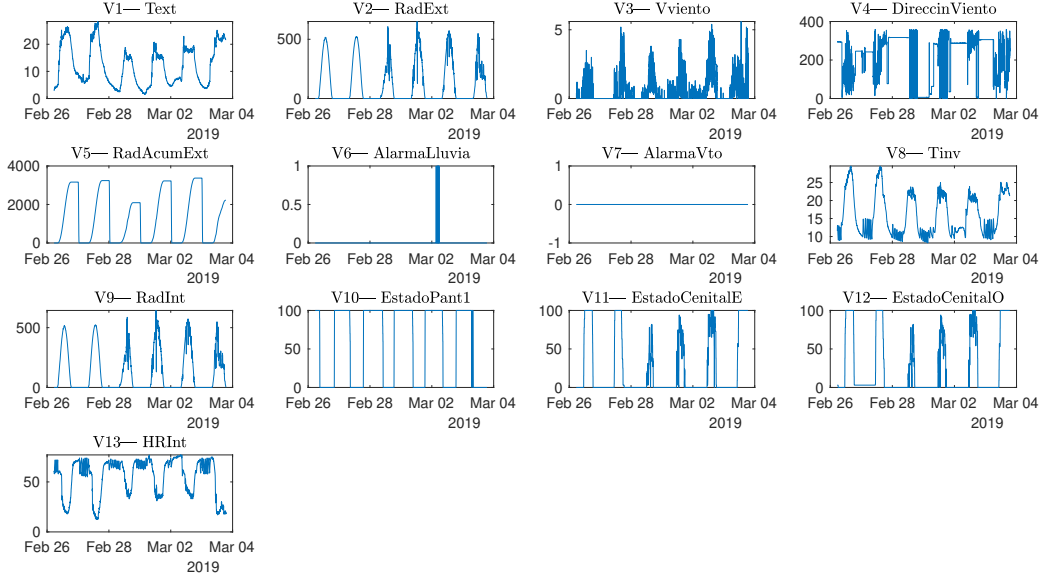 V1— Text
20
10
0
Feb 26 Feb 28 Mar 02 Mar 04
2019
V2— RadExt
500
0
Feb 26 Feb 28 Mar 02 Mar 04
2019
V3— Vviento
5
0
Feb 26 Feb 28 Mar 02 Mar 04
2019
V4— DireccinViento
400
200
0
Feb 26 Feb 28 Mar 02 Mar 04
2019
V5— RadAcumExt
4000
2000
0
Feb 26 Feb 28 Mar 02 Mar 04
2019
V6— AlarmaLluvia
1
0.5
0
Feb 26 Feb 28 Mar 02 Mar 04
2019
V7— AlarmaVto
1
0
-1
Feb 26 Feb 28 Mar 02 Mar 04
2019
V8— Tinv
25
20
15
10
Feb 26 Feb 28 Mar 02 Mar 04
2019
V9— RadInt
500
0
Feb 26 Feb 28 Mar 02 Mar 04
2019
V10— EstadoPant1
100
50
0
Feb 26 Feb 28 Mar 02 Mar 04
2019
V11— EstadoCenitalE
100
50
0
Feb 26 Feb 28 Mar 02 Mar 04
2019
V12— EstadoCenitalO
100
50
0
Feb 26 Feb 28 Mar 02 Mar 04
2019
V13— HRInt
50
0
Feb 26 Feb 28 Mar 02 Mar 04
2019